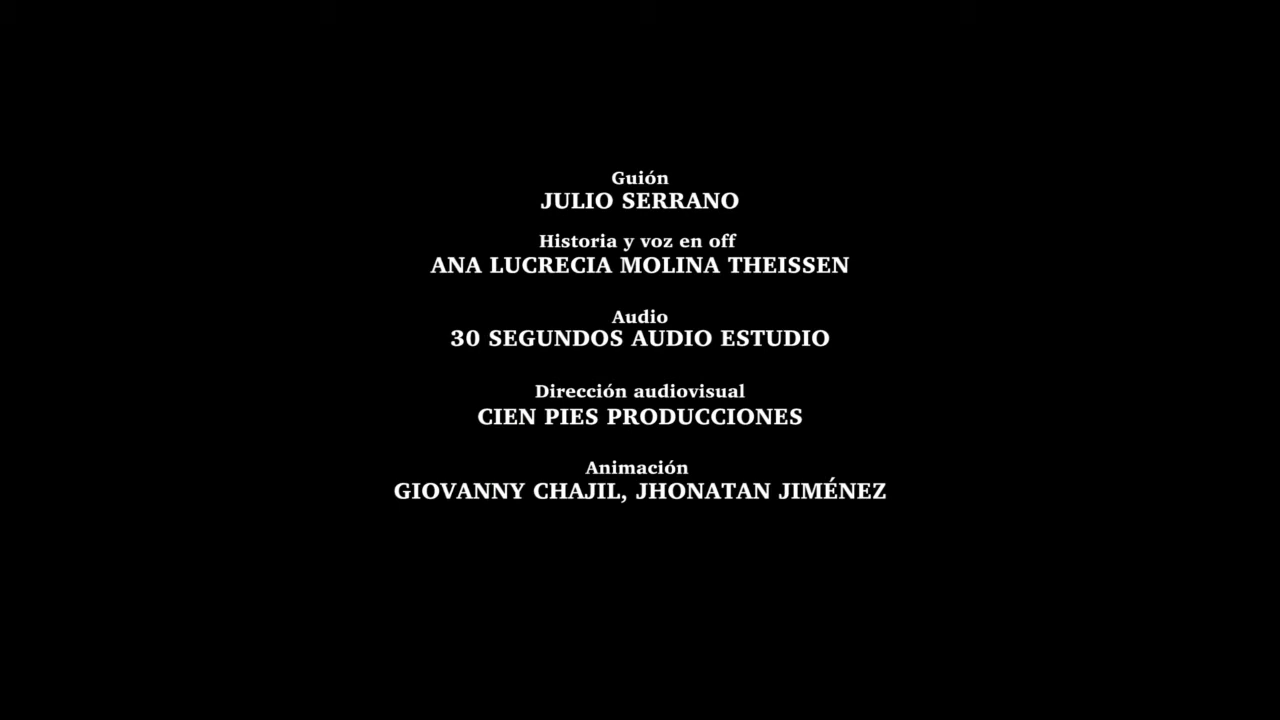 Guión
JULIO SERRANO
Historia y voz en off
ANA LUCRECIA MOLINA THEISSEN
Audio
30 SEGUNDOS AUDIO ESTUDIO
Dirección audiovisual
CIEN PIES PRODUCCIONES
Animación
GIOVANNY CHAJIL, JHONATAN JIMÉNEZ